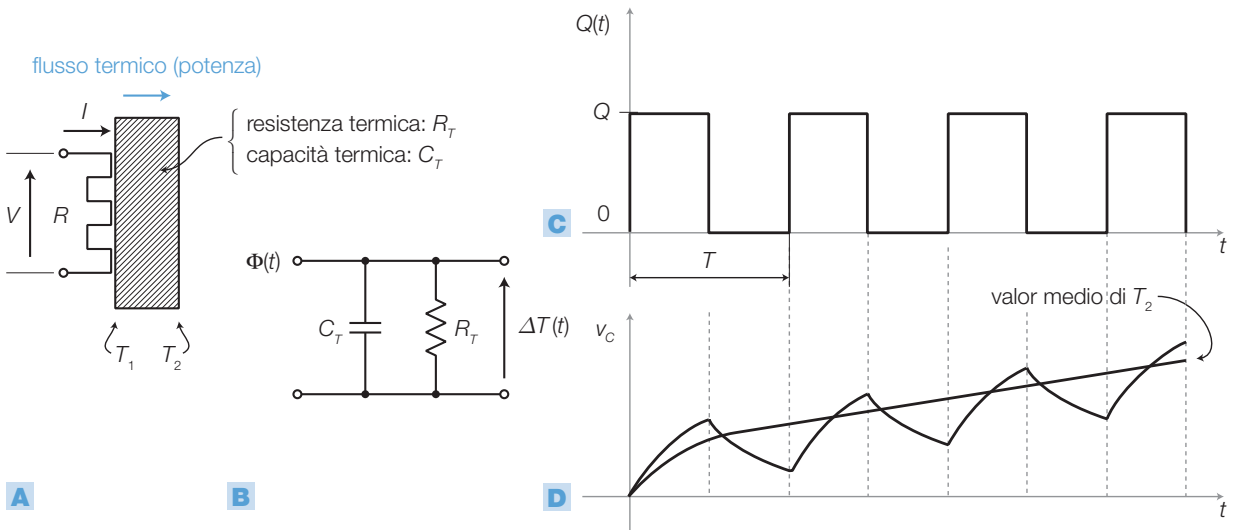 flusso termico (potenza)
I
resistenza termica: R_T
capacità termica: C_T
V
R
T_1
T_2
A
Φ(t)
C_T
R_T
ΔT(t)
B
Q(t)
Q
0
C
t
T
valor medio di T_2
v_C
D
t